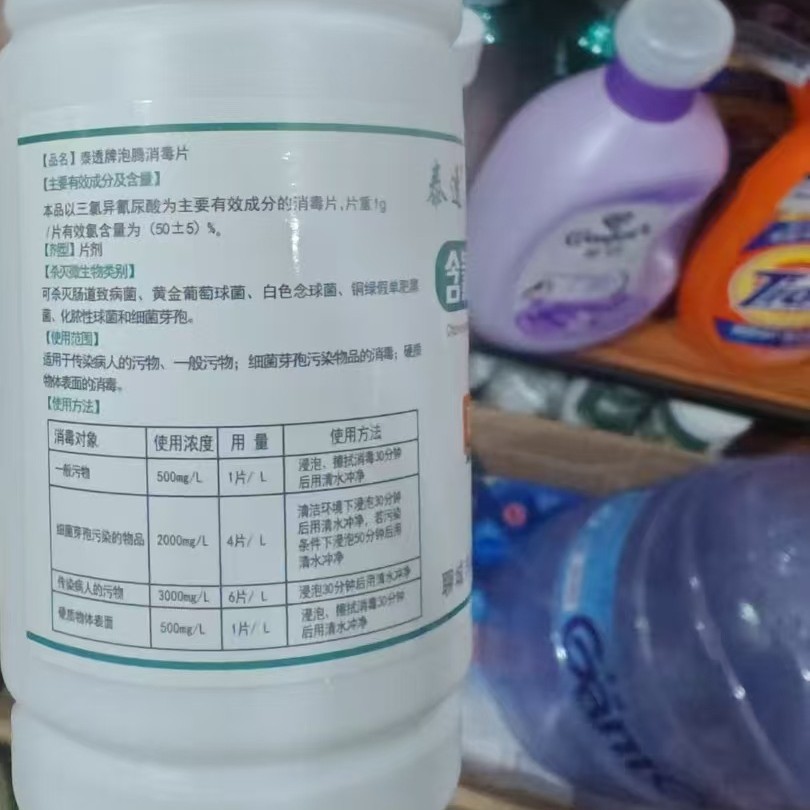 【品名】泰透牌泡腾消毒片
【主要有效成分及含量】
本品以三氯异氰尿酸为主要有效成分的消毒片,片重1g
/片有效氯含量为（50±5）%。
【剂型】片剂
【杀灭微生物类别】
可杀灭肠道致病菌、黄金葡萄球菌、白色念球菌、铜绿假单胞菌
菌、化脓性球菌和细菌芽孢。
【使用范围】
适用于传染病人的污物、一般污物；细菌芽孢污染物品的消毒；硬质
物体表面的消毒。
【使用方法】
消毒对象 使用浓度 用 量 使用方法
一般污物 500mg/L 1片/ L 浸泡、擦拭消毒30分钟
后用清水冲净
细菌芽孢污染的物品 2000mg/L 4片/ L 清洁环境下浸泡30分钟
后用清水冲净，若污染
条件下浸泡50分钟后用
清水冲净
传染病人的污物 3000mg/L 6片/ L 浸泡30分钟后用清水冲净
硬质物体表面 500mg/L 1片/ L 浸泡、擦拭消毒30分钟
后用清水冲净
泰